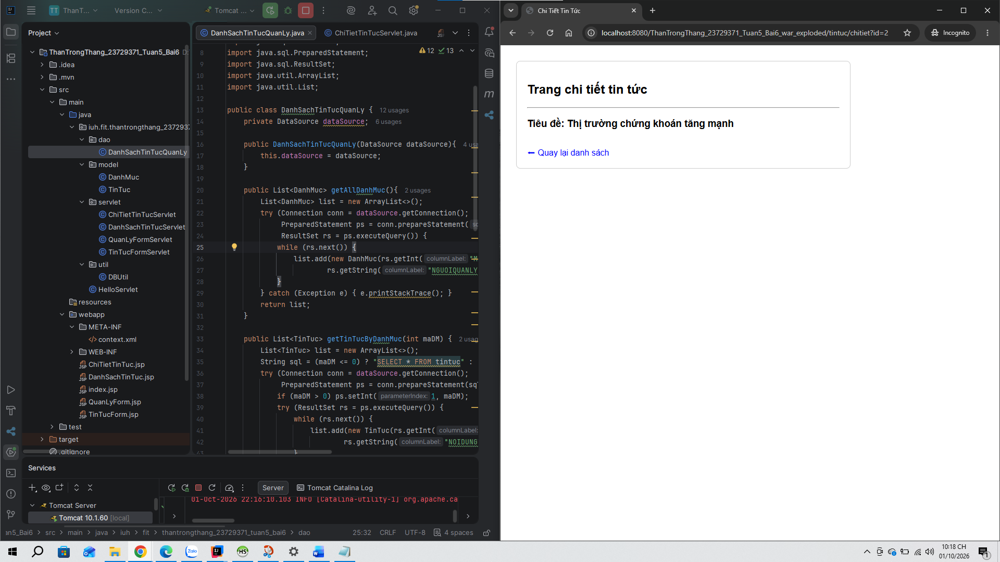 TT ThanT...
Version C...
Tomcat ...
Project
ThanTrongThang_23729371_Tuan5_Bai6
.idea
.mvn
src
main
java
iuh.fit.thantrongthang_23729371
dao
DanhSachTinTucQuanLy
model
DanhMuc
TinTuc
servlet
ChiTietTinTucServlet
DanhSachTinTucServlet
QuanLyFormServlet
TinTucFormServlet
util
DBUtil
HelloServlet
resources
webapp
META-INF
context.xml
WEB-INF
ChiTietTinTuc.jsp
DanhSachTinTuc.jsp
index.jsp
QuanLyForm.jsp
TinTucForm.jsp
test
target
.gitignore
DanhSachTinTucQuanLy.java
ChiTietTinTucServlet.java
12 13
8 import java.sql.PreparedStatement;
9 import java.sql.ResultSet;
10 import java.util.ArrayList;
11 import java.util.List;
12
13 public class DanhSachTinTucQuanLy { 12 usages
14 private DataSource dataSource; 6 usages
15
16 public DanhSachTinTucQuanLy(DataSource dataSource){ 4 usa
17 this.dataSource = dataSource;
18 }
19
20 public List<DanhMuc> getAllDanhMuc(){ 2 usages
21 List<DanhMuc> list = new ArrayList<>();
22 try (Connection conn = dataSource.getConnection();
23 PreparedStatement ps = conn.prepareStatement(
24 ResultSet rs = ps.executeQuery()) {
25 while (rs.next()) {
26 list.add(new DanhMuc(rs.getInt( columnLabel: "M
27 rs.getString( columnLabel: "NGUOIQUANLY
28 }
29 } catch (Exception e) { e.printStackTrace(); }
30 return list;
31 }
32
33 public List<TinTuc> getTinTucByDanhMuc(int maDM) { 2 usag
34 List<TinTuc> list = new ArrayList<>();
35 String sql = (maDM <= 0) ? "SELECT * FROM tintuc" :
36 try (Connection conn = dataSource.getConnection();
37 PreparedStatement ps = conn.prepareStatement(sq
38 if (maDM > 0) ps.setInt( parameterIndex: 1, maDM);
39 try (ResultSet rs = ps.executeQuery()) {
40 while (rs.next()) {
41 list.add(new TinTuc(rs.getInt( columnLabel:
42 rs.getString( columnLabel: "NOIDUNG
43 }
Services
Server
Tomcat Catalina Log
Tomcat Server
Tomcat 10.1.60 [local]
01-Oct-2026 22:16:10.103 INFO [Catalina-utility-1] org.apache.ca
an5_Bai6 > src > main > java > iuh > fit > thantrongthang_23729371_tuan5_bai6 > dao
25:32 CRLF UTF-8 4 spaces
Chi Tiết Tin Tức
localhost:8080/ThanTrongThang_23729371_Tuan5_Bai6_war_exploded/tintuc/chitiet?id=2
Incognito
Trang chi tiết tin tức
Tiêu đề: Thị trường chứng khoán tăng mạnh
⬅ Quay lại danh sách
Zalo
HS
10:18 CH
01/10/2026
1